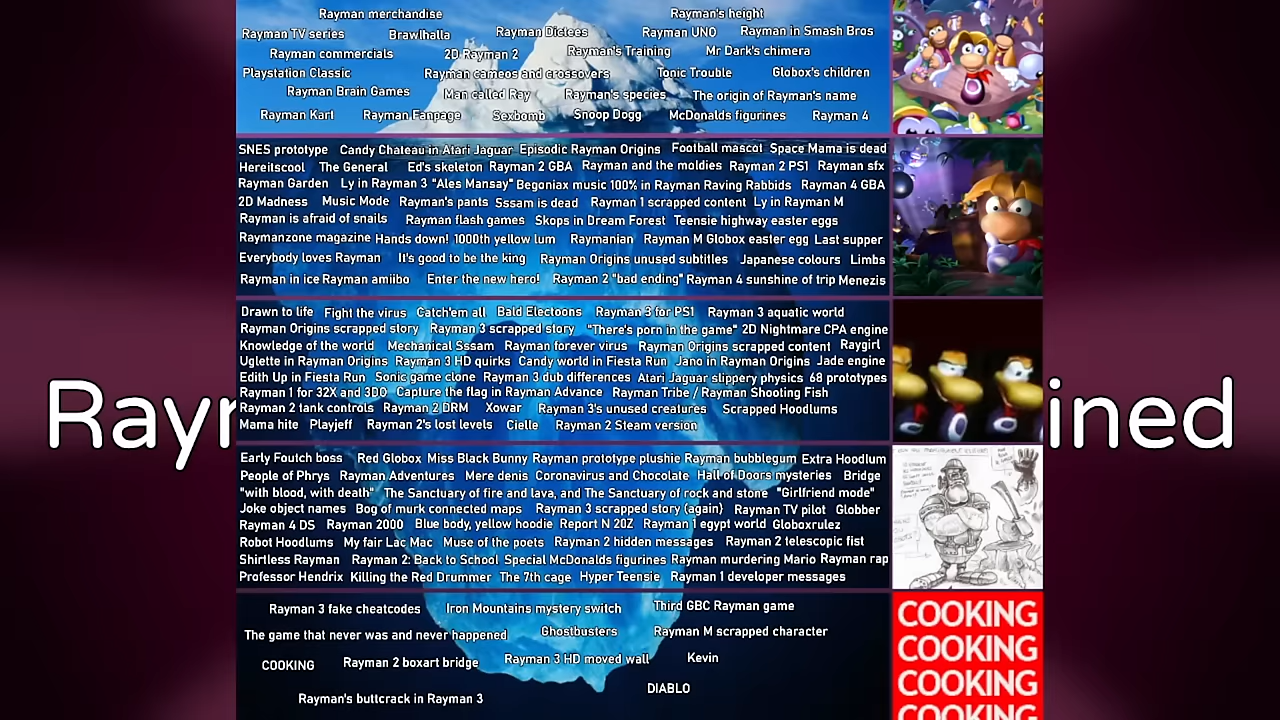 Rayman merchandise Rayman's height
Rayman TV series Brawlhalla Rayman Dictees Rayman UNO Rayman in Smash Bros
Rayman commercials 2D Rayman 2 Rayman's Training Mr Dark's chimera
Playstation Classic Rayman cameos and crossovers Tonic Trouble Globox's children
Rayman Brain Games Man called Ray Rayman's species The origin of Rayman's name
Rayman Kart Rayman Fanpage Sexbomb Snoop Dogg McDonalds figurines Rayman 4
SNES prototype Candy Chateau in Atari Jaguar Episodic Rayman Origins Football mascot Space Mama is dead
Hereitscool The General Ed's skeleton Rayman 2 GBA Rayman and the moldies Rayman 2 PS1 Rayman sfx
Rayman Garden Ly in Rayman 3 "Ales Mansay" Begoniax music 100% in Rayman Raving Rabbids Rayman 4 GBA
2D Madness Music Mode Rayman's pants Sssam is dead Rayman 1 scrapped content Ly in Rayman M
Rayman is afraid of snails Rayman flash games Skops in Dream Forest Teensie highway easter eggs
Raymanzone magazine Hands down! 1000th yellow lum Raymanian Rayman M Globox easter egg Last supper
Everybody loves Rayman It's good to be the king Rayman Origins unused subtitles Japanese colours Limbs
Rayman in ice Rayman amiibo Enter the new hero! Rayman 2 "bad ending" Rayman 4 sunshine of trip Menezis
Drawn to life Fight the virus Catch'em all Bald Electoons Rayman 3 for PS1 Rayman 3 aquatic world
Rayman Origins scrapped story Rayman 3 scrapped story "There's porn in the game" 2D Nightmare CPA engine
Knowledge of the world Mechanical Sssam Rayman forever virus Rayman Origins scrapped content Raygirl
Uglette in Rayman Origins Rayman 3 HD quirks Candy world in Fiesta Run Jano in Rayman Origins Jade engine
Edith Up in Fiesta Run Sonic game clone Rayman 3 dub differences Atari Jaguar slippery physics 68 prototypes
Rayman 1 for 32X and 3DO Capture the flag in Rayman Advance Rayman Tribe / Rayman Shooting Fish
Rayman 2 tank controls Rayman 2 DRM Xowar Rayman 3's unused creatures Scrapped Hoodlums
Mama hite Playjeff Rayman 2's lost levels Cielle Rayman 2 Steam version
Raym ined
Early Foutch boss Red Globox Miss Black Bunny Rayman prototype plushie Rayman bubblegum Extra Hoodlum
People of Phrys Rayman Adventures Veremenis Coronavirus and Chocolate Hall of Doors mysteries Bridge
"with blood, with death" The Sanctuary of fire and lava, and The Sanctuary of rock and stone "Girlfriend mode"
Joke object names Bog of murk combat maps Rayman 3 scrapped story (again) Rayman TV pilot Globber
Rayman 4 DS Rayman 2000 Blue body, yellow hoodie Report N 20Z Rayman 1 egypt world Globoxrulez
Robot Hoodlums My fair Lac Mac Muse of the poets Rayman 2 hidden messages Rayman 2 telescopic fist
Shirless Rayman Rayman 2: Back to School Special McDonalds figurines Rayman murdering Mario Rayman rap
Professor Hendrix Killing the Red Drummer The 7th cage Hyper Teensie Rayman 1 developer messages
Rayman 3 fake cheatcodes Iron Mountains mystery switch Third GBC Rayman game
The game that never was and never happened Ghostbusters Rayman M scrapped character
COOKING Rayman 2 boxart bridge Rayman 3 HD moved wall Kevin
Rayman's buttcrack in Rayman 3 DIABLO
COOKING
COOKING
COOKING
COOKING